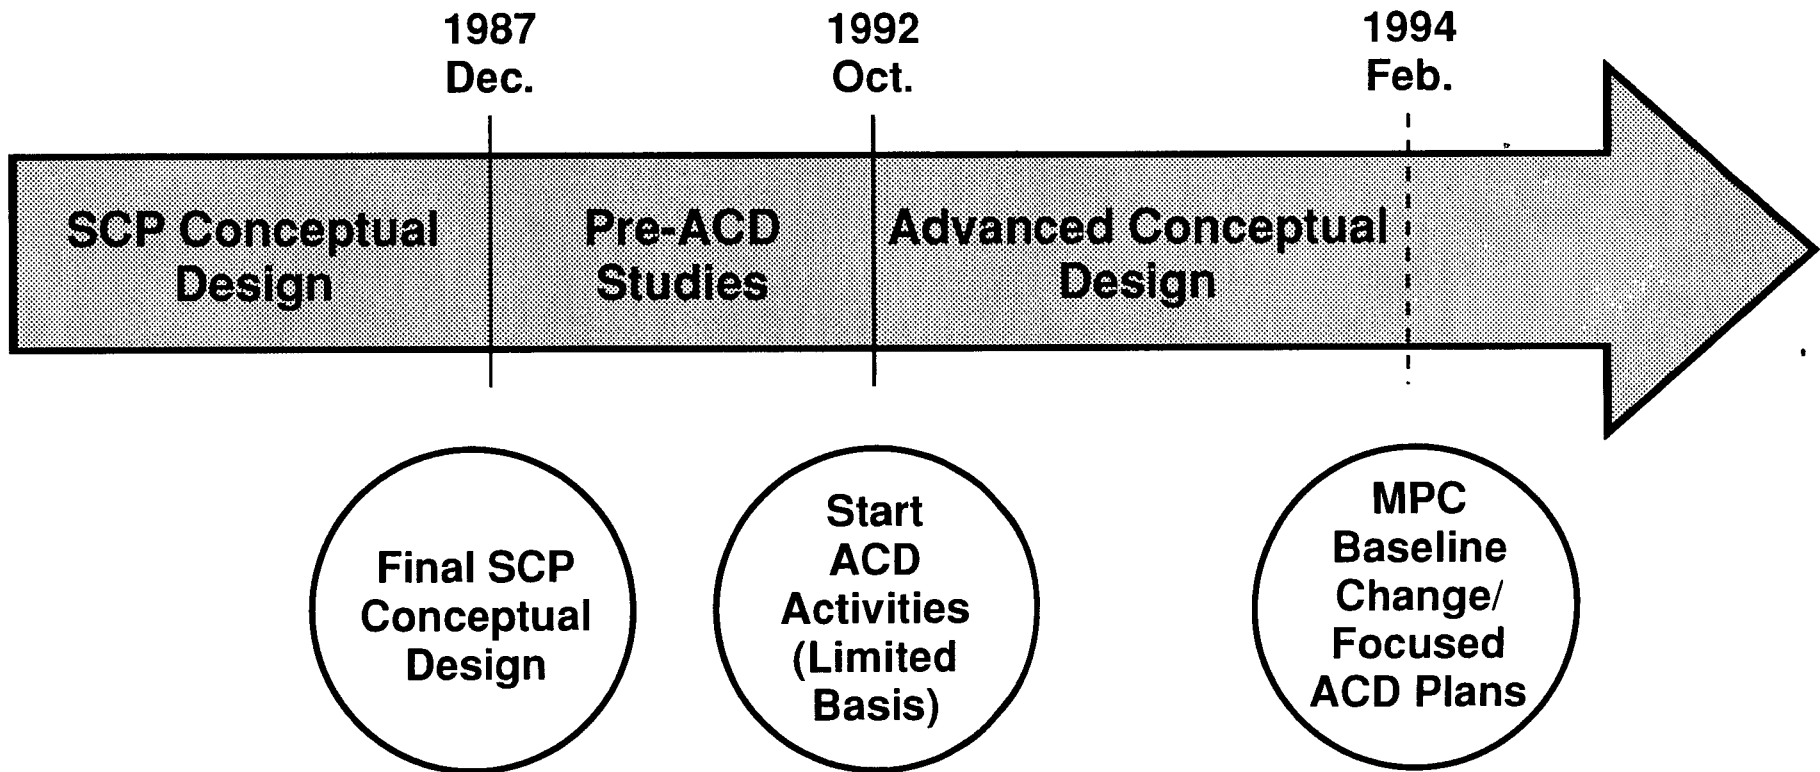 1987
Dec.
1992
Oct.
1994
Feb.
SCP Conceptual
Design
Pre-ACD
Studies
Advanced Conceptual
Design
Final SCP
Conceptual
Design
Start
ACD
Activities
(Limited
Basis)
MPC
Baseline
Change/
Focused
ACD Plans